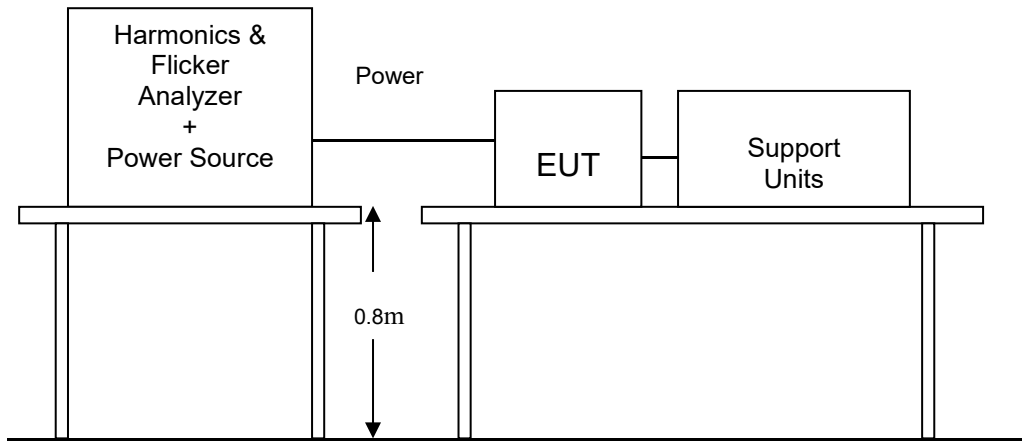 Harmonics &
Flicker
Analyzer
+
Power Source
Power
EUT
Support
Units
0.8m